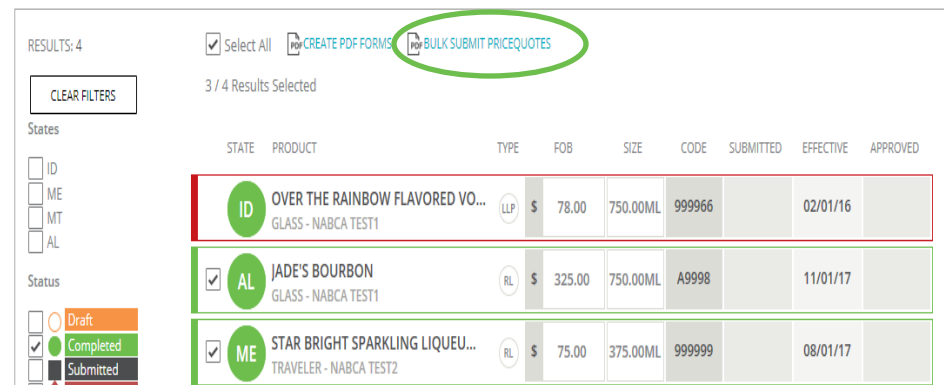 RESULTS: 4
Select All PDF CREATE PDF FORMS PDF BULK SUBMIT PRICEQUOTES
CLEAR FILTERS
3 / 4 Results Selected
States
ID
ME
MT
AL
Status
Draft
Completed
Submitted
STATE PRODUCT TYPE FOB SIZE CODE SUBMITTED EFFECTIVE APPROVED
ID OVER THE RAINBOW FLAVORED VO... LLP $ 78.00 750.00ML 999966 02/01/16
GLASS - NABCA TEST1
AL JADE'S BOURBON RL $ 325.00 750.00ML A9998 11/01/17
GLASS - NABCA TEST1
ME STAR BRIGHT SPARKLING LIQUEU... RL $ 75.00 375.00ML 999999 08/01/17
TRAVELER - NABCA TEST2